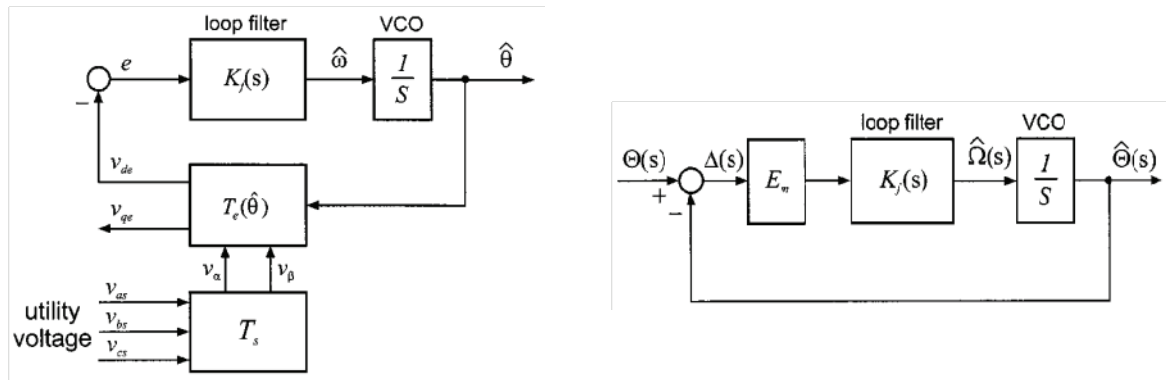 loop filter
VCO
e
K_f(s)
ω̂
1
S
θ̂
−
v_de
v_qe
T_e(θ̂)
v_α
v_β
utility
voltage
v_as
v_bs
v_cs
T_s
loop filter
VCO
Θ(s)
+
−
Δ(s)
E_m
K_f(s)
Ω̂(s)
1
S
Θ̂(s)